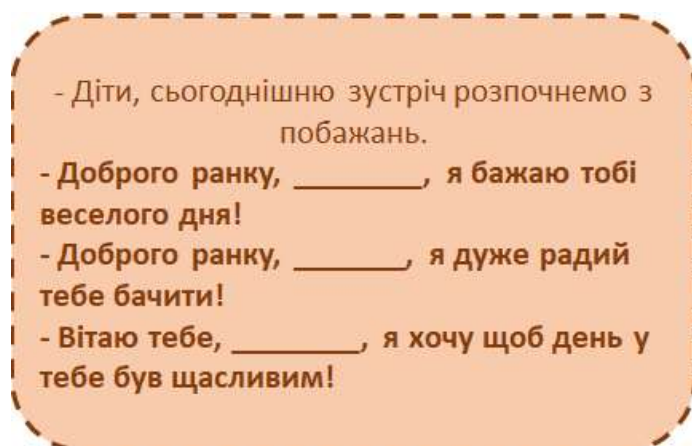 - Діти, сьогоднішню зустріч розпочнемо з
побажань.
- Доброго ранку, ________, я бажаю тобі
веселого дня!
- Доброго ранку, _______, я дуже радий
тебе бачити!
- Вітаю тебе, ________, я хочу щоб день у
тебе був щасливим!